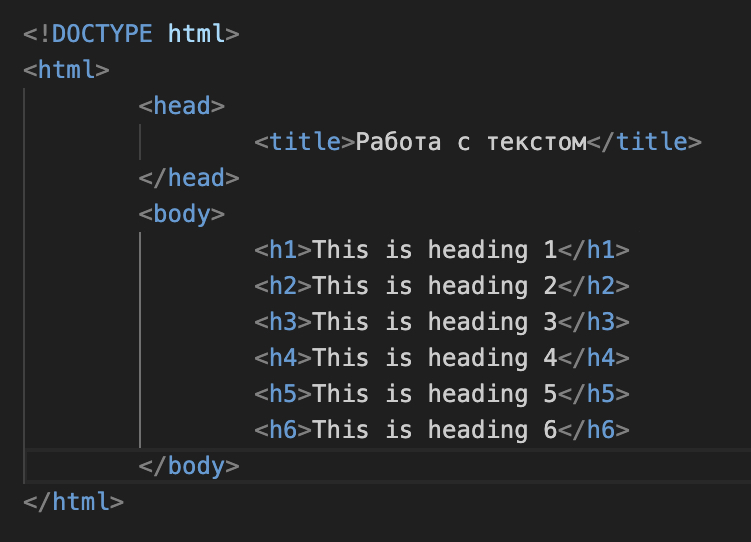 <!DOCTYPE html>
<html>
<head>
<title>Работа с текстом</title>
</head>
<body>
<h1>This is heading 1</h1>
<h2>This is heading 2</h2>
<h3>This is heading 3</h3>
<h4>This is heading 4</h4>
<h5>This is heading 5</h5>
<h6>This is heading 6</h6>
</body>
</html>